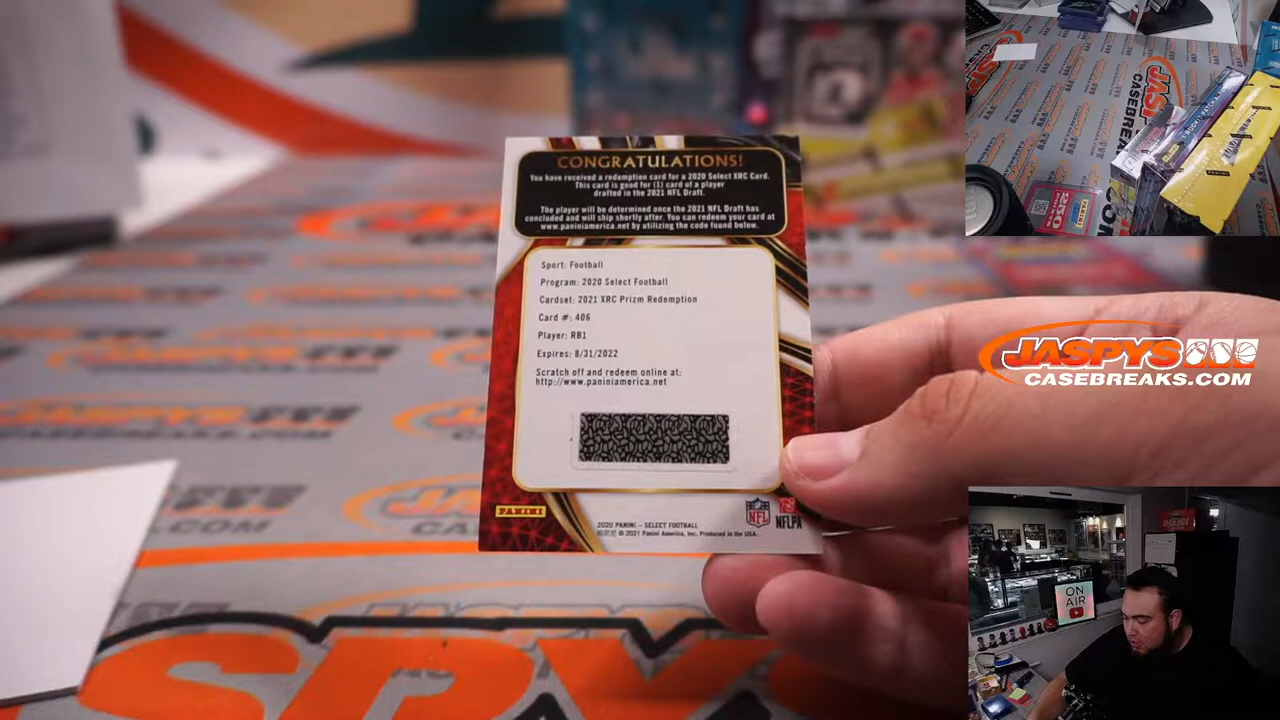 CONGRATULATIONS!
You have received a redemption card for a 2020 Select XRC Card.
This card is good for (1) card of a player
drafted in the 2021 NFL Draft.
The player will be determined once the 2021 NFL Draft has
concluded and will ship shortly after. You can redeem your card at
www.paniniamerica.net by utilizing the code found below.
Sport: Football
Program: 2020 Select Football
Cardset: 2021 XRC Prizm Redemption
Card #: 406
Player: RB1
Expires: 8/31/2022
Scratch off and redeem online at:
http://www.paniniamerica.net
PANINI
NFL
NFLPA
2020 PANINI – SELECT FOOTBALL
© 2021 Panini America, Inc. Produced in the USA.
JASPYS
CASEBREAKS.COM
ON
AIR
JASPYS
CASEBREAKS.COM